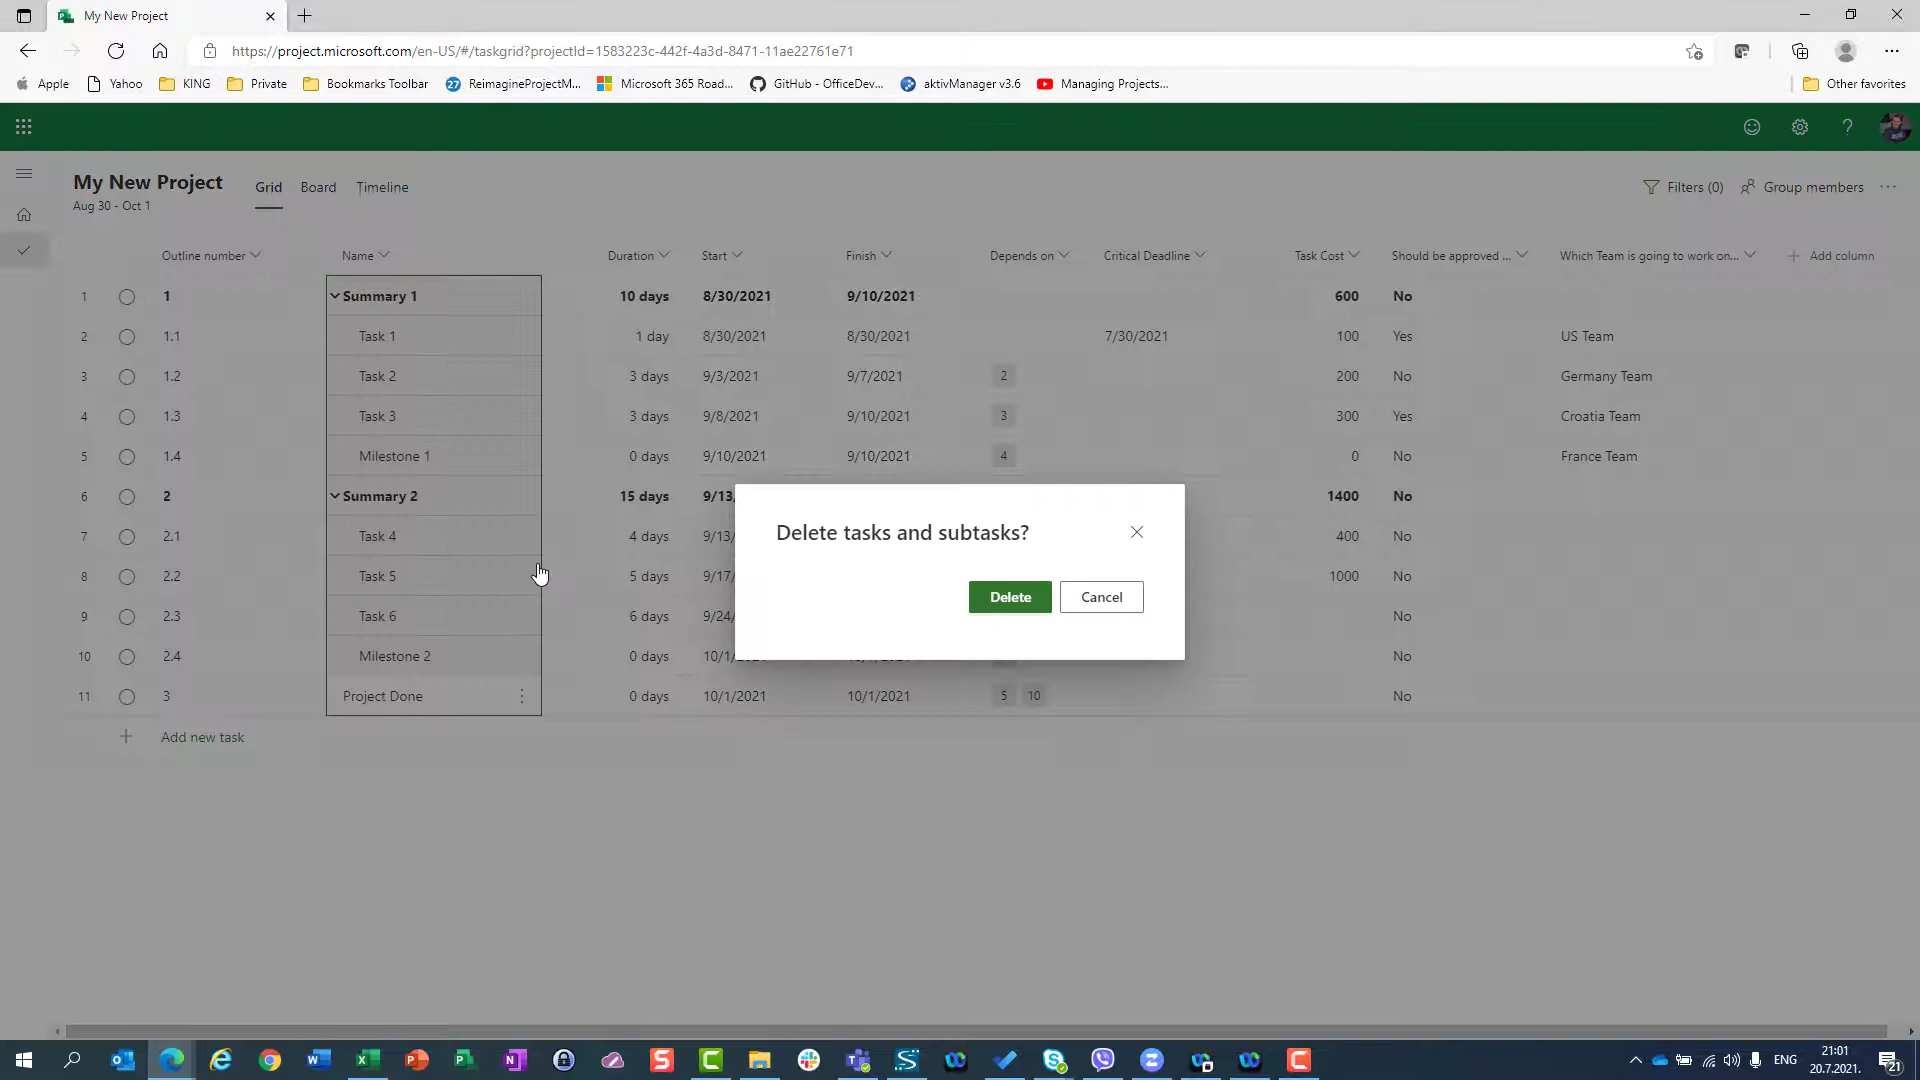 My New Project
https://project.microsoft.com/en-US/#/taskgrid?projectId=1583223c-442f-4a3d-8471-11ae22761e71
Apple Yahoo KING Private Bookmarks Toolbar ReimagineProjectM... Microsoft 365 Road... GitHub - OfficeDev... aktivManager v3.6 Managing Projects... Other favorites
My New Project Grid Board Timeline Filters (0) Group members
Aug 30 - Oct 1
Outline number Name Duration Start Finish Depends on Critical Deadline Task Cost Should be approved ... Which Team is going to work on... Add column
1 1 Summary 1 10 days 8/30/2021 9/10/2021 600 No
2 1.1 Task 1 1 day 8/30/2021 8/30/2021 7/30/2021 100 Yes US Team
3 1.2 Task 2 3 days 9/3/2021 9/7/2021 2 200 No Germany Team
4 1.3 Task 3 3 days 9/8/2021 9/10/2021 3 300 Yes Croatia Team
5 1.4 Milestone 1 0 days 9/10/2021 9/10/2021 4 0 No France Team
6 2 Summary 2 15 days 9/13/ 1400 No
Delete tasks and subtasks?
7 2.1 Task 4 4 days 9/13/ 400 No
8 2.2 Task 5 5 days 9/17/ 1000 No
Delete Cancel
9 2.3 Task 6 6 days 9/24/ No
10 2.4 Milestone 2 0 days 10/1/ No
11 3 Project Done 0 days 10/1/2021 10/1/2021 5 10 No
Add new task
ENG 21:01
20.7.2021. 21